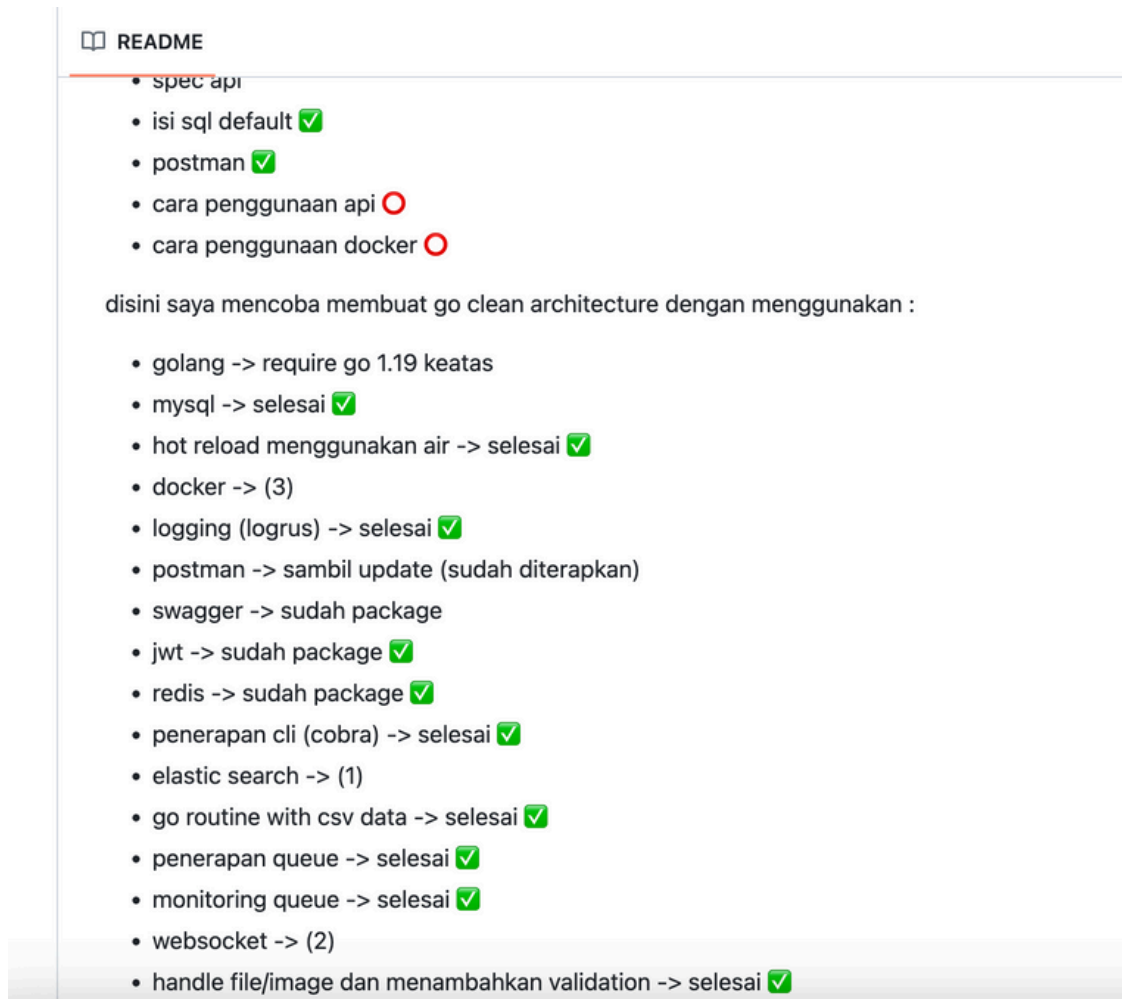 README
• spec api
• isi sql default ✅
• postman ✅
• cara penggunaan api ⭕
• cara penggunaan docker ⭕
disini saya mencoba membuat go clean architecture dengan menggunakan :
• golang -> require go 1.19 keatas
• mysql -> selesai ✅
• hot reload menggunakan air -> selesai ✅
• docker -> (3)
• logging (logrus) -> selesai ✅
• postman -> sambil update (sudah diterapkan)
• swagger -> sudah package
• jwt -> sudah package ✅
• redis -> sudah package ✅
• penerapan cli (cobra) -> selesai ✅
• elastic search -> (1)
• go routine with csv data -> selesai ✅
• penerapan queue -> selesai ✅
• monitoring queue -> selesai ✅
• websocket -> (2)
• handle file/image dan menambahkan validation -> selesai ✅